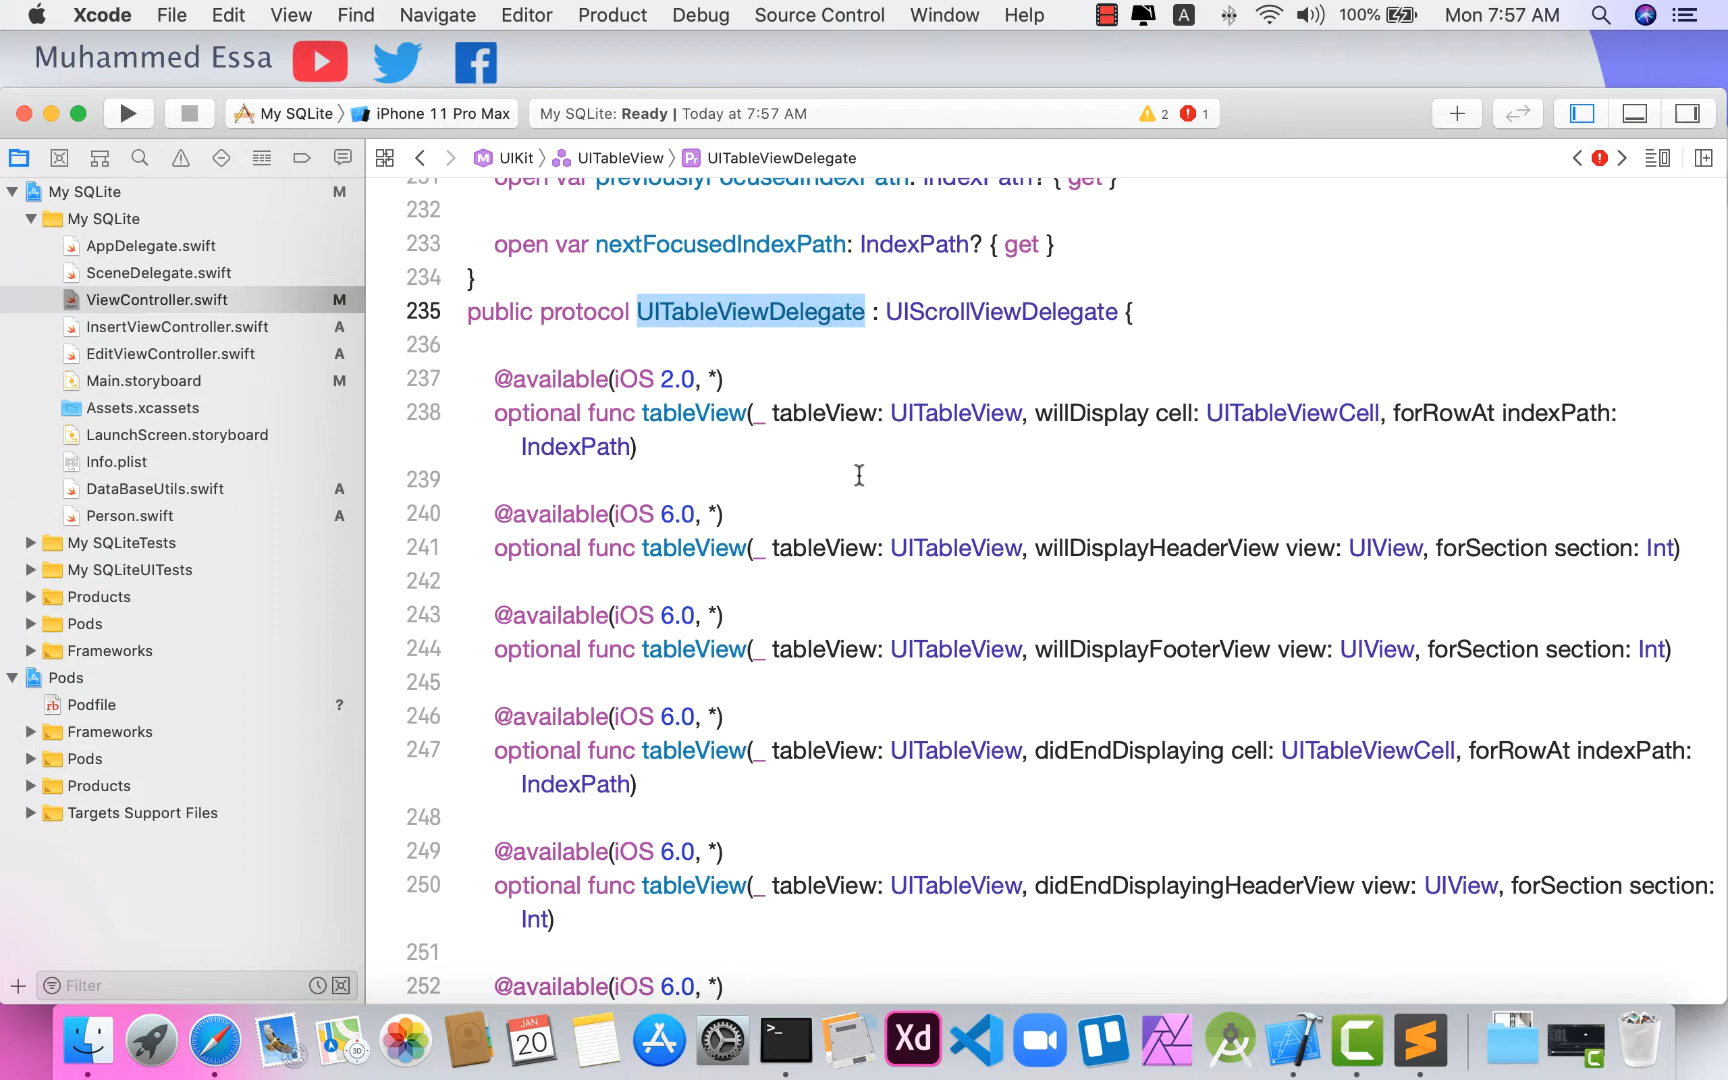 Xcode File Edit View Find Navigate Editor Product Debug Source Control Window Help A 100% Mon 7:57 AM
Muhammed Essa
My SQLite iPhone 11 Pro Max My SQLite: Ready | Today at 7:57 AM 2 1
UIKit UITableView Pr UITableViewDelegate
My SQLite M
My SQLite
AppDelegate.swift
SceneDelegate.swift
ViewController.swift M
InsertViewController.swift A
EditViewController.swift A
Main.storyboard M
Assets.xcassets
LaunchScreen.storyboard
Info.plist
DataBaseUtils.swift A
Person.swift A
My SQLiteTests
My SQLiteUITests
Products
Pods
Frameworks
Pods
rb Podfile ?
Frameworks
Pods
Products
Targets Support Files
Filter
231 open var previouslyFocusedIndexPath: IndexPath? { get }
232
233 open var nextFocusedIndexPath: IndexPath? { get }
234 }
235 public protocol UITableViewDelegate : UIScrollViewDelegate {
236
237 @available(iOS 2.0, *)
238 optional func tableView(_ tableView: UITableView, willDisplay cell: UITableViewCell, forRowAt indexPath:
IndexPath)
239
240 @available(iOS 6.0, *)
241 optional func tableView(_ tableView: UITableView, willDisplayHeaderView view: UIView, forSection section: Int)
242
243 @available(iOS 6.0, *)
244 optional func tableView(_ tableView: UITableView, willDisplayFooterView view: UIView, forSection section: Int)
245
246 @available(iOS 6.0, *)
247 optional func tableView(_ tableView: UITableView, didEndDisplaying cell: UITableViewCell, forRowAt indexPath:
IndexPath)
248
249 @available(iOS 6.0, *)
250 optional func tableView(_ tableView: UITableView, didEndDisplayingHeaderView view: UIView, forSection section:
Int)
251
252 @available(iOS 6.0, *)
JAN
20
Xd